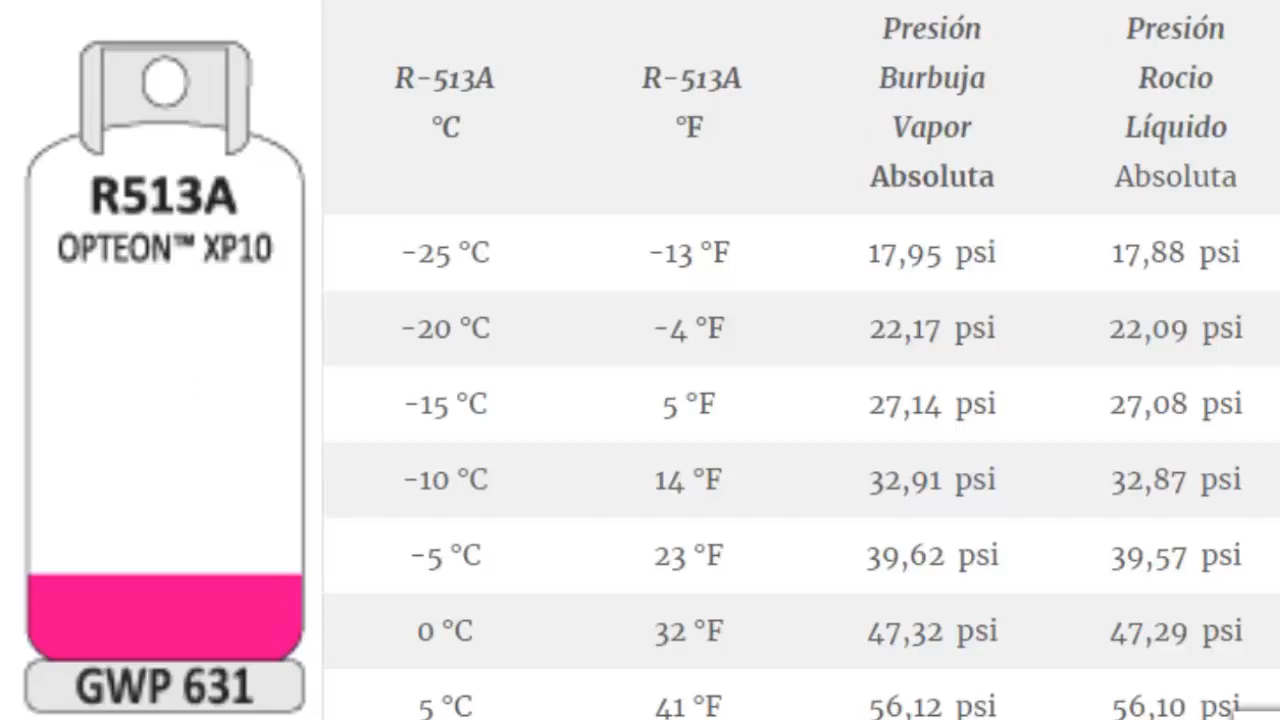 R513A
OPTEON™ XP10
GWP 631
R-513A °C
R-513A °F
Presión Burbuja Vapor Absoluta
Presión Rocio Líquido Absoluta
-25 °C -13 °F 17,95 psi 17,88 psi
-20 °C -4 °F 22,17 psi 22,09 psi
-15 °C 5 °F 27,14 psi 27,08 psi
-10 °C 14 °F 32,91 psi 32,87 psi
-5 °C 23 °F 39,62 psi 39,57 psi
0 °C 32 °F 47,32 psi 47,29 psi
5 °C 41 °F 56,12 psi 56,10 psi